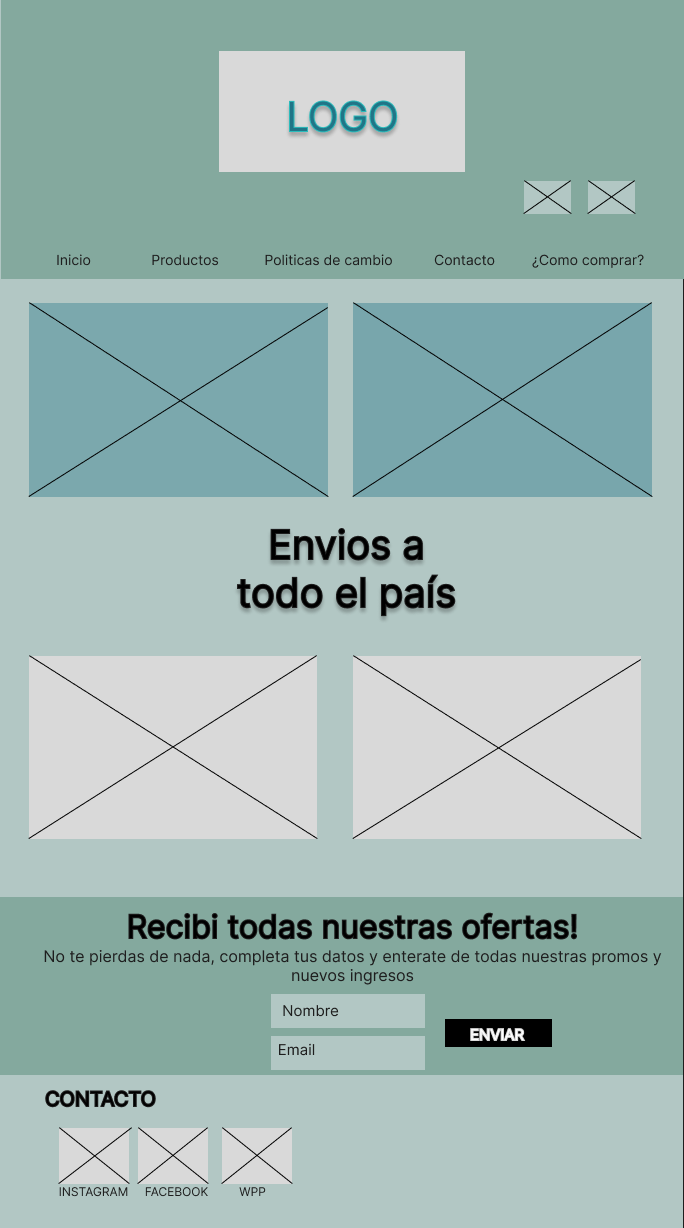 LOGO
Inicio Productos Politicas de cambio Contacto ¿Como comprar?
Envios a
todo el país
Recibi todas nuestras ofertas!
No te pierdas de nada, completa tus datos y enterate de todas nuestras promos y
nuevos ingresos
Nombre
ENVIAR
Email
CONTACTO
INSTAGRAM FACEBOOK WPP